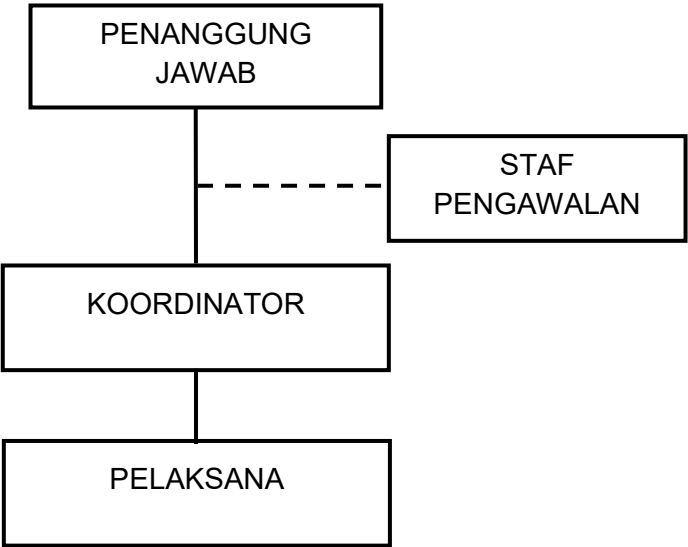 PENANGGUNG
JAWAB
STAF
PENGAWALAN
KOORDINATOR
PELAKSANA